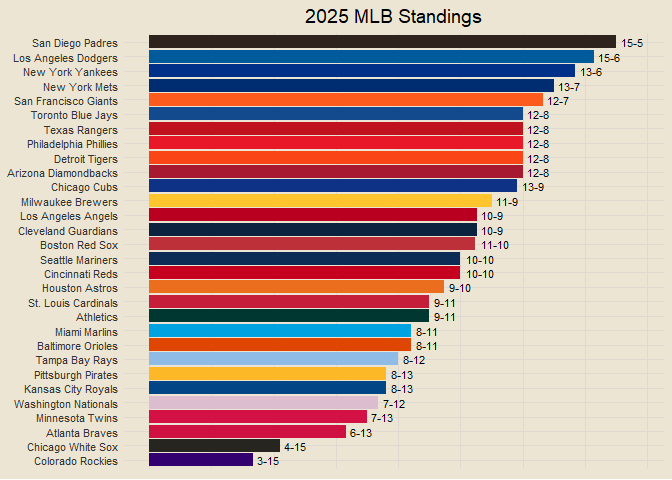 2025 MLB Standings
San Diego Padres 15-5
Los Angeles Dodgers 15-6
New York Yankees 13-6
New York Mets 13-7
San Francisco Giants 12-7
Toronto Blue Jays 12-8
Texas Rangers 12-8
Philadelphia Phillies 12-8
Detroit Tigers 12-8
Arizona Diamondbacks 12-8
Chicago Cubs 13-9
Milwaukee Brewers 11-9
Los Angeles Angels 10-9
Cleveland Guardians 10-9
Boston Red Sox 11-10
Seattle Mariners 10-10
Cincinnati Reds 10-10
Houston Astros 9-10
St. Louis Cardinals 9-11
Athletics 9-11
Miami Marlins 8-11
Baltimore Orioles 8-11
Tampa Bay Rays 8-12
Pittsburgh Pirates 8-13
Kansas City Royals 8-13
Washington Nationals 7-12
Minnesota Twins 7-13
Atlanta Braves 6-13
Chicago White Sox 4-15
Colorado Rockies 3-15